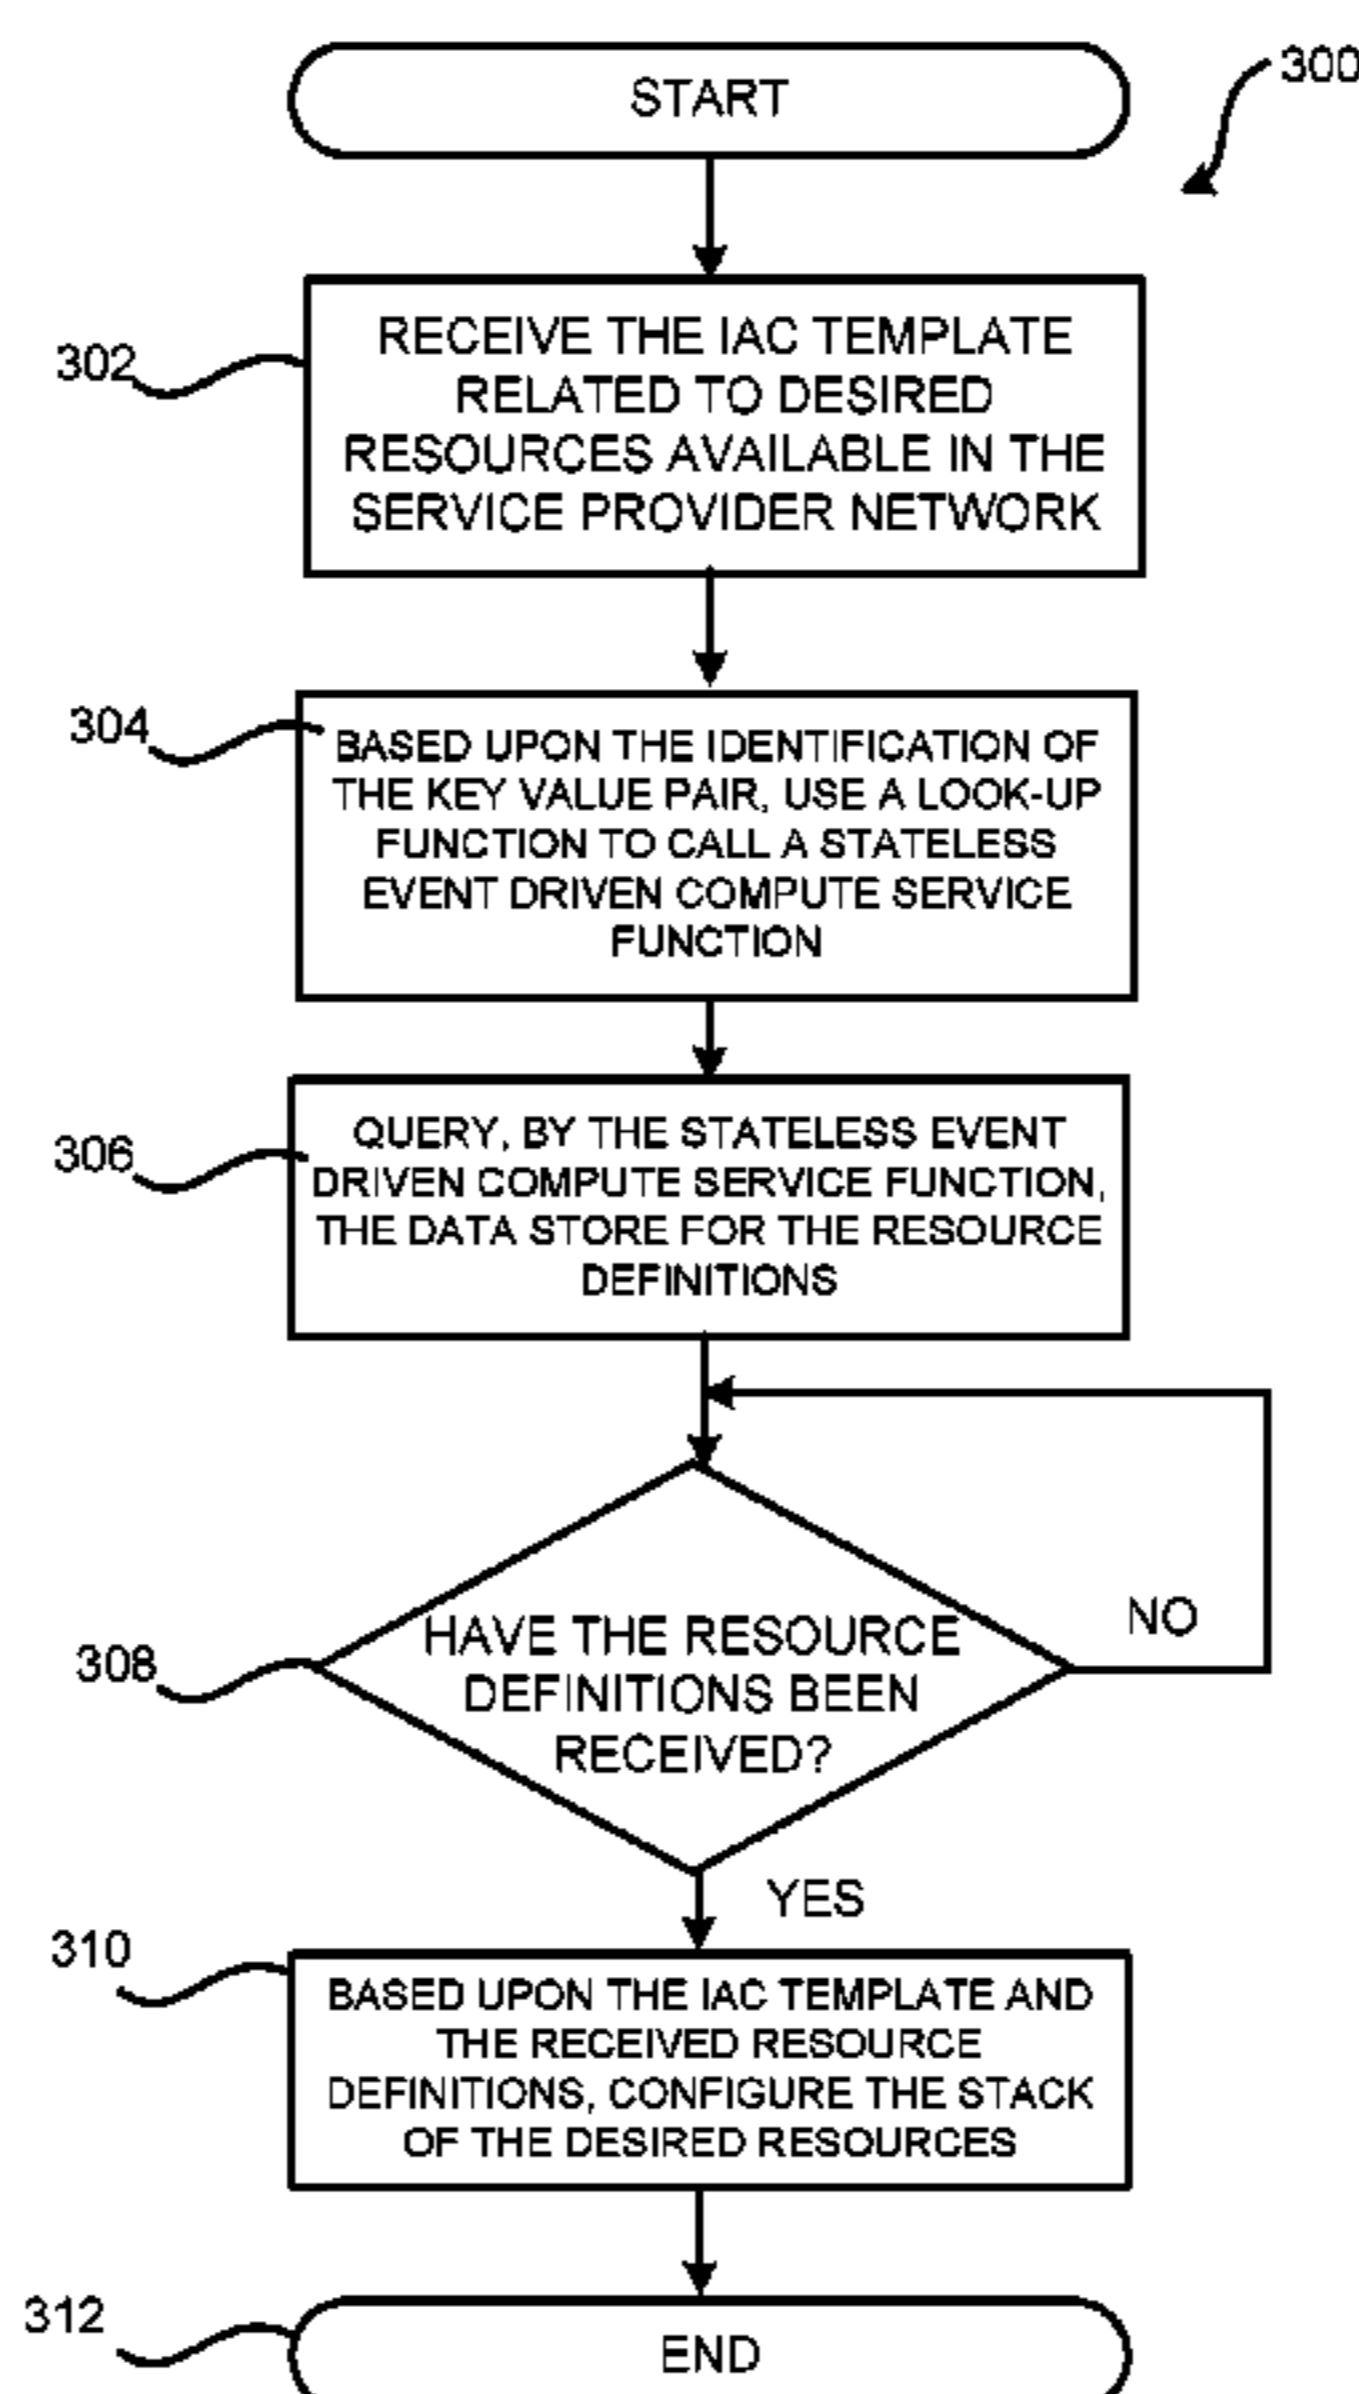 START
300
302
RECEIVE THE IAC TEMPLATE
RELATED TO DESIRED
RESOURCES AVAILABLE IN THE
SERVICE PROVIDER NETWORK
304
BASED UPON THE IDENTIFICATION OF
THE KEY VALUE PAIR, USE A LOOK-UP
FUNCTION TO CALL A STATELESS
EVENT DRIVEN COMPUTE SERVICE
FUNCTION
306
QUERY, BY THE STATELESS EVENT
DRIVEN COMPUTE SERVICE FUNCTION,
THE DATA STORE FOR THE RESOURCE
DEFINITIONS
308
HAVE THE RESOURCE
DEFINITIONS BEEN
RECEIVED?
NO
YES
310
BASED UPON THE IAC TEMPLATE AND
THE RECEIVED RESOURCE
DEFINITIONS, CONFIGURE THE STACK
OF THE DESIRED RESOURCES
312
END